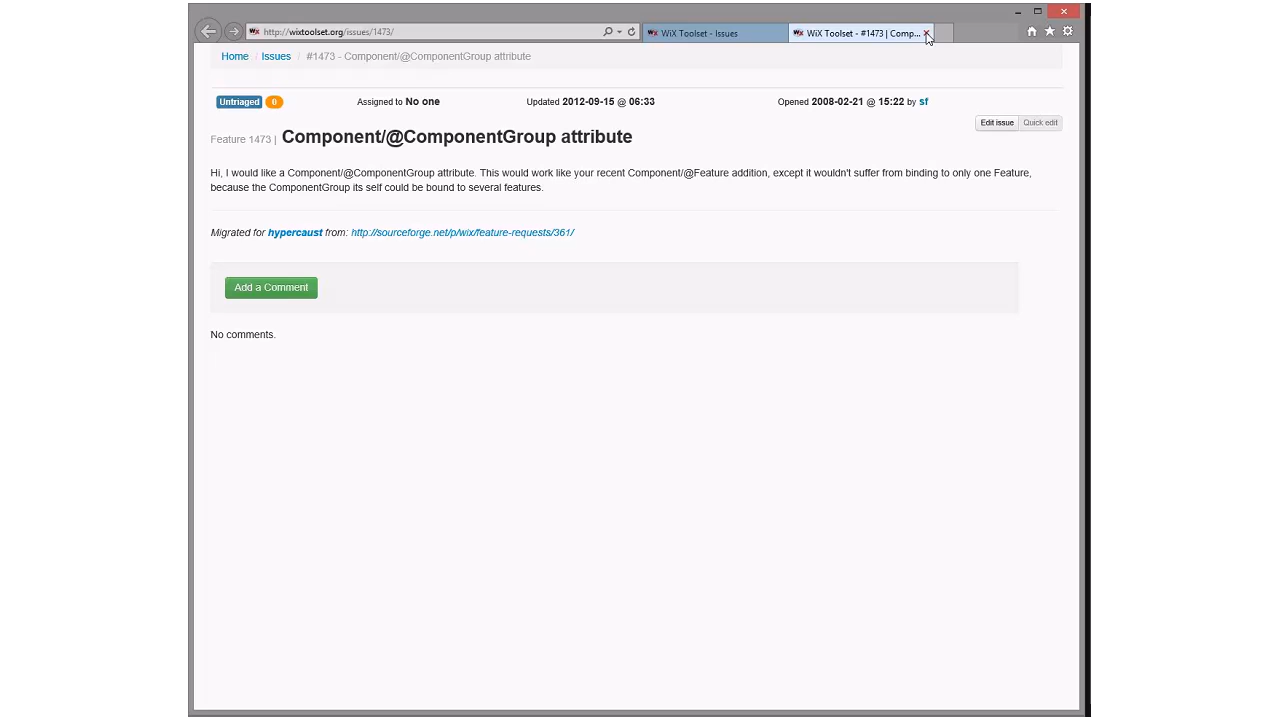 http://wixtoolset.org/issues/1473/
WiX Toolset - Issues
WiX Toolset - #1473 | Comp...
Home / Issues / #1473 - Component/@ComponentGroup attribute
Untriaged 0 Assigned to No one Updated 2012-09-15 @ 06:33 Opened 2008-02-21 @ 15:22 by sf
Edit issue Quick edit
Feature 1473 | Component/@ComponentGroup attribute
Hi, I would like a Component/@ComponentGroup attribute. This would work like your recent Component/@Feature addition, except it wouldn't suffer from binding to only one Feature,
because the ComponentGroup its self could be bound to several features.
Migrated for hypercaust from: http://sourceforge.net/p/wix/feature-requests/361/
Add a Comment
No comments.